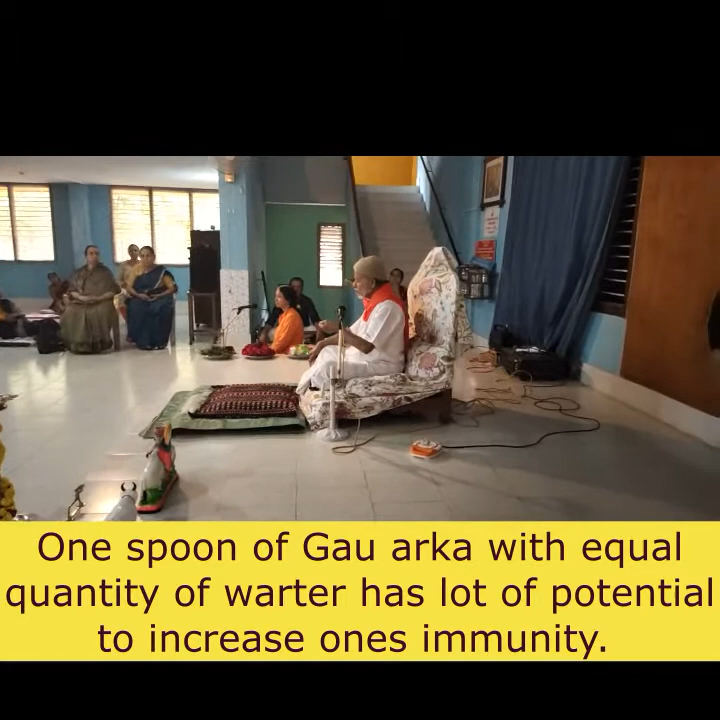 One spoon of Gau arka with equal
quantity of warter has lot of potential
to increase ones immunity.